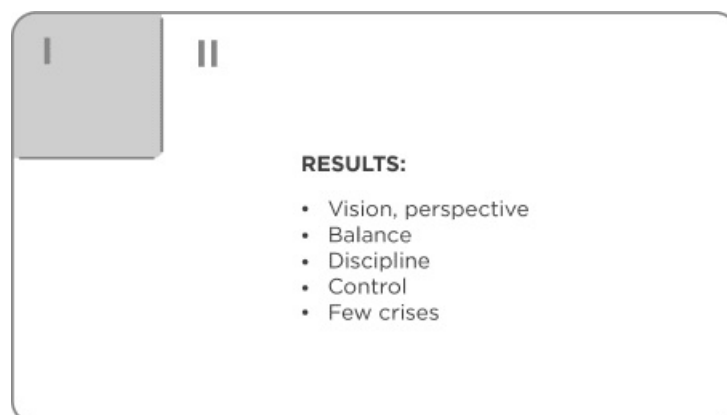 I II
RESULTS:
• Vision, perspective
• Balance
• Discipline
• Control
• Few crises